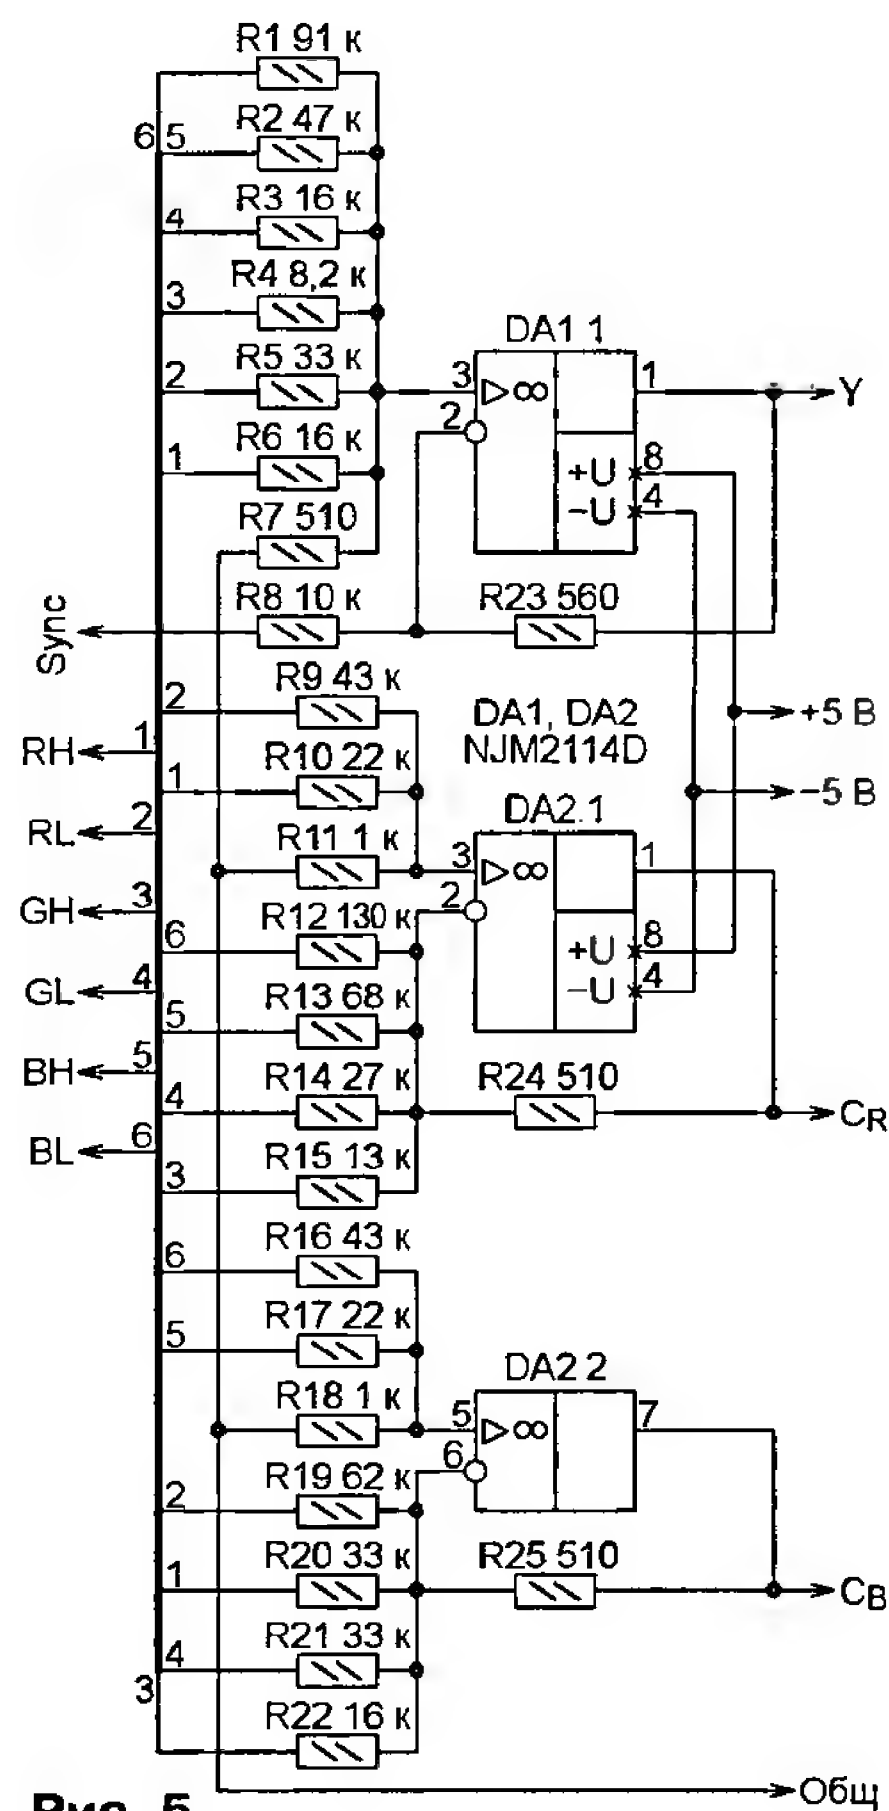 R1 91 к
6 5
R2 47 к
4
R3 16 к
3
R4 8,2 к
2
R5 33 к
1
R6 16 к
R7 510
Sync
R8 10 к
R23 560
DA1 1
3 ▷∞ 1
Y
2
+U 8
−U 4
2
R9 43 к
RH 1
1
R10 22 к
DA1, DA2
NJM2114D
+5 В
−5 В
RL 2
R11 1 к
DA2.1
3 ▷∞ 1
2
GH 3
6
R12 130 к
+U 8
−U 4
GL 4
5
R13 68 к
BH 5
4
R14 27 к
R24 510
CR
BL 6
3
R15 13 к
6
R16 43 к
5
R17 22 к
R18 1 к
DA2 2
5 ▷∞ 7
6
2
R19 62 к
1
R20 33 к
R25 510
CB
4
R21 33 к
3
R22 16 к
Общ
Рис. 5